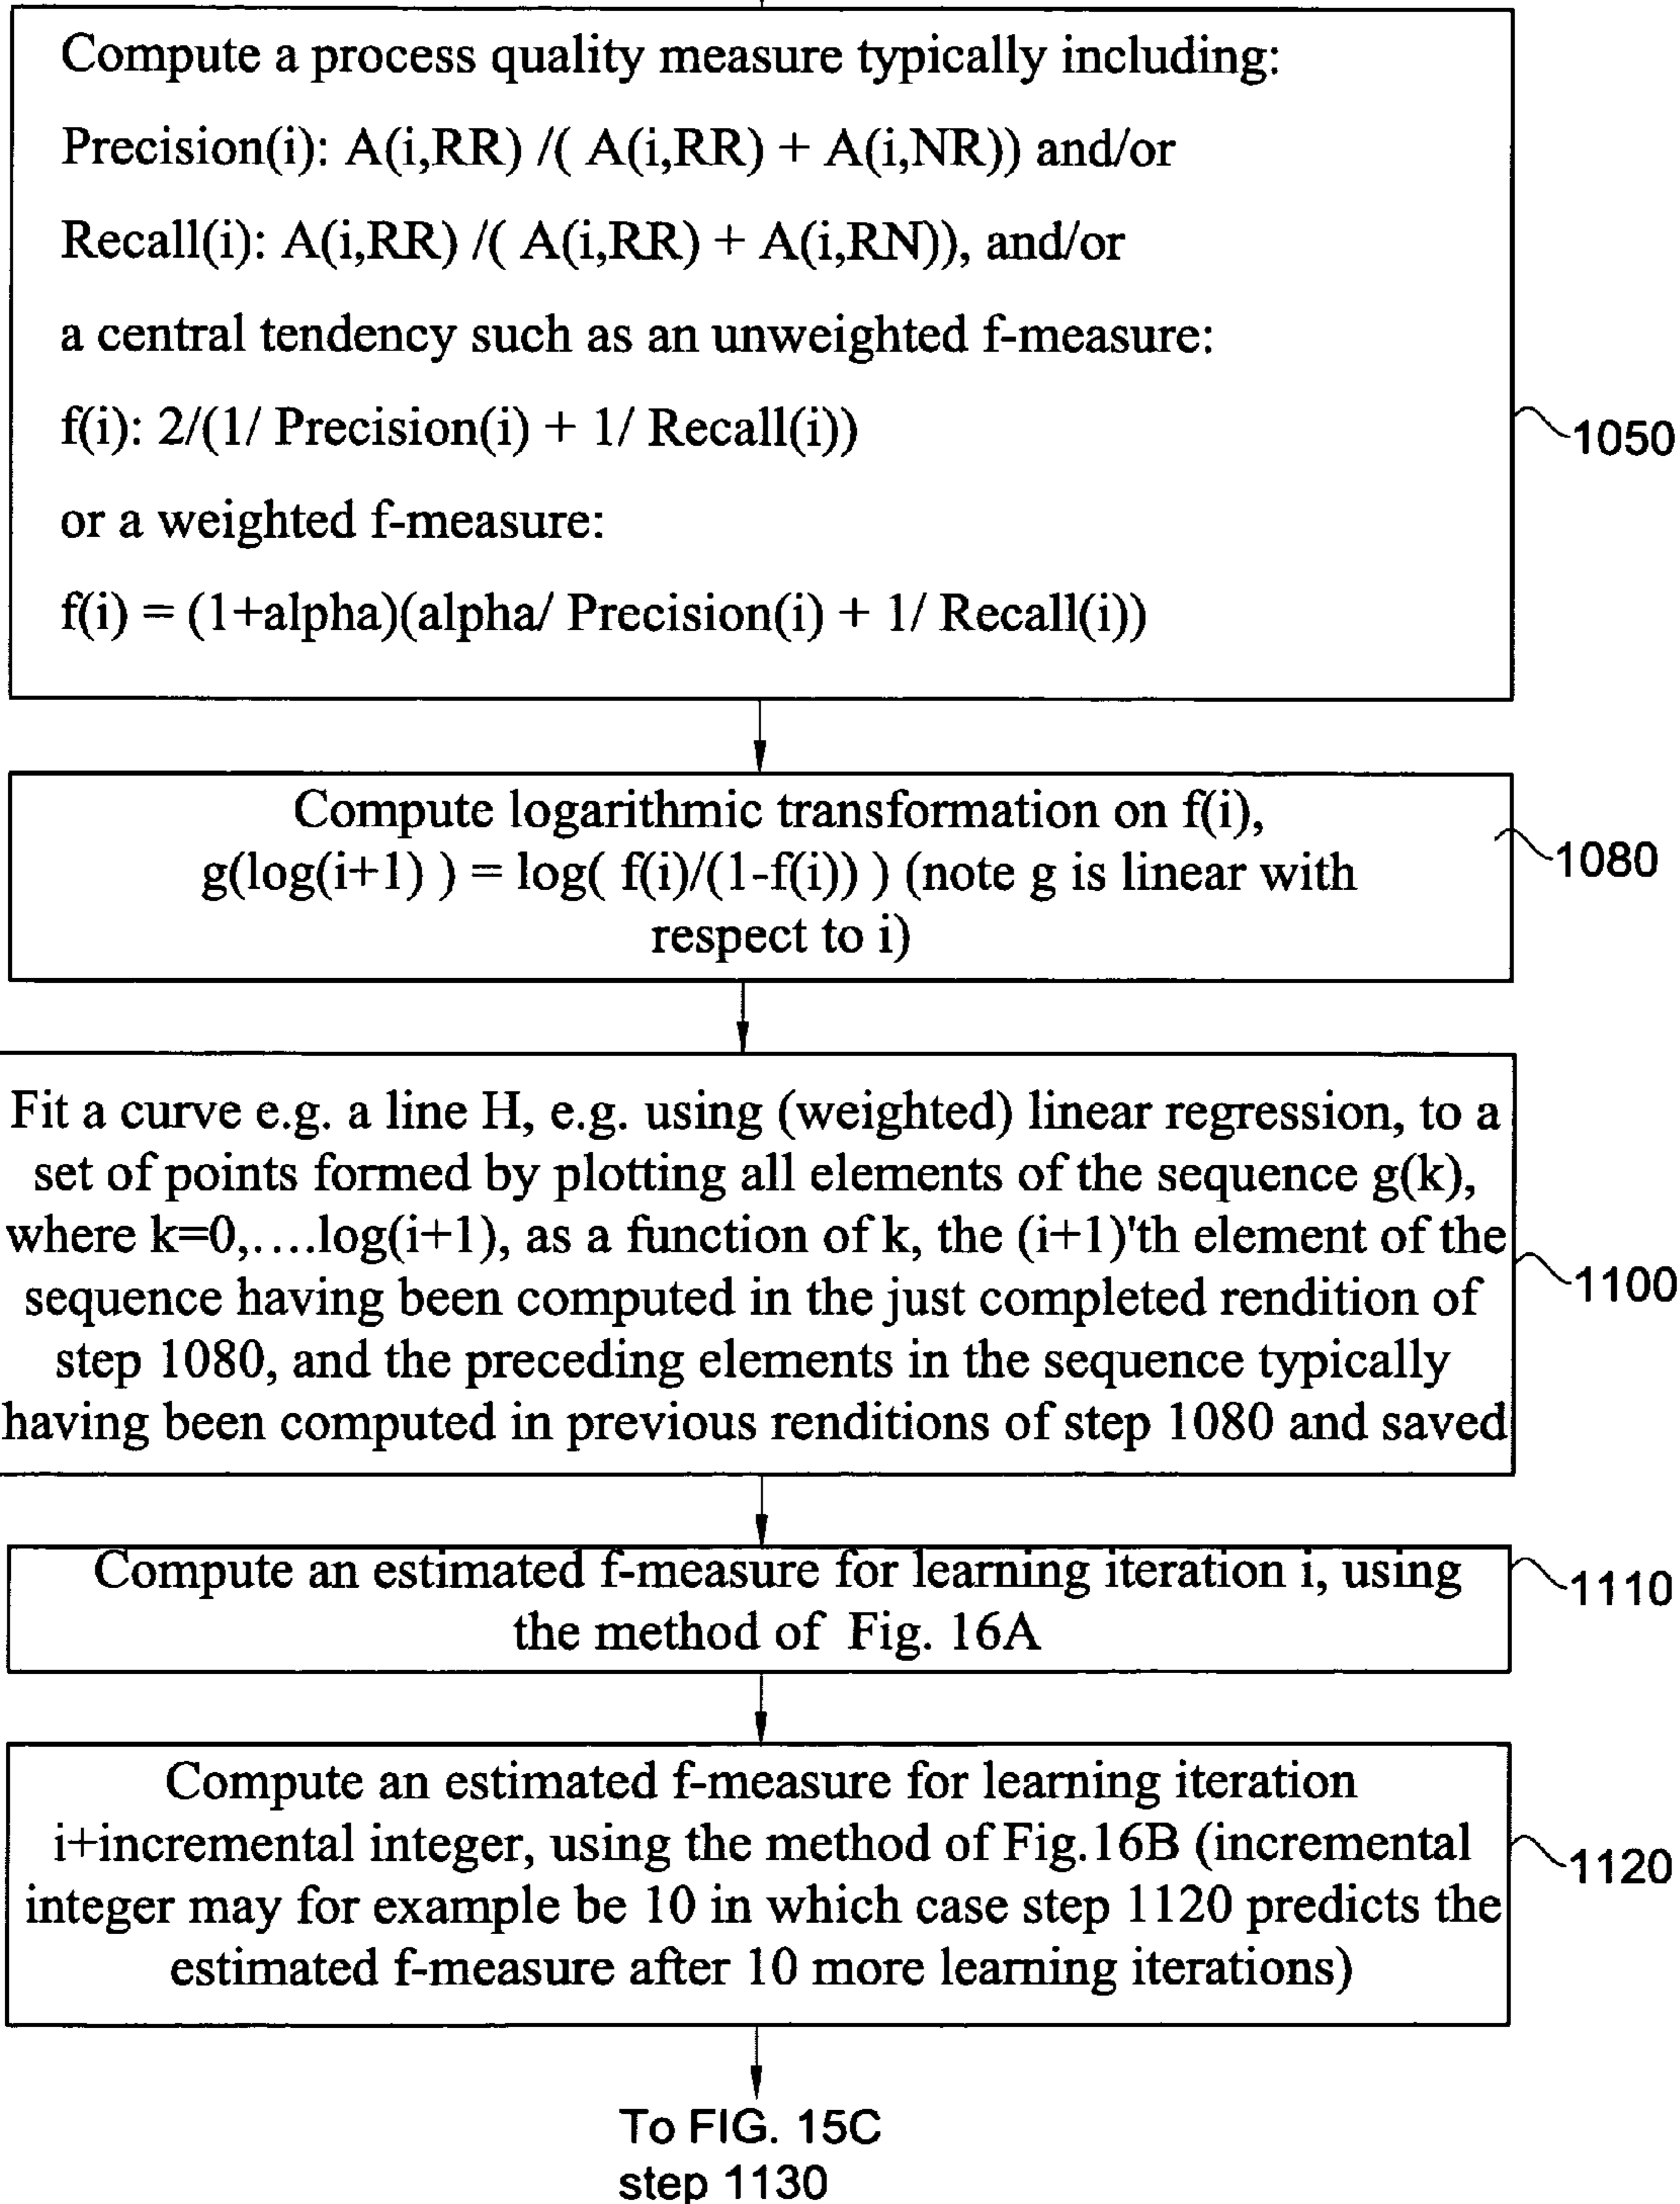 Compute a process quality measure typically including:
Precision(i): A(i,RR) /( A(i,RR) + A(i,NR)) and/or
Recall(i): A(i,RR) /( A(i,RR) + A(i,RN)), and/or
a central tendency such as an unweighted f-measure:
f(i): 2/(1/ Precision(i) + 1/ Recall(i))
1050
or a weighted f-measure:
f(i) = (1+alpha)(alpha/ Precision(i) + 1/ Recall(i))
Compute logarithmic transformation on f(i),
g(log(i+1) ) = log( f(i)/(1-f(i)) ) (note g is linear with
1080
respect to i)
Fit a curve e.g. a line H, e.g. using (weighted) linear regression, to a
set of points formed by plotting all elements of the sequence g(k),
where k=0,....log(i+1), as a function of k, the (i+1)'th element of the
1100
sequence having been computed in the just completed rendition of
step 1080, and the preceding elements in the sequence typically
having been computed in previous renditions of step 1080 and saved
Compute an estimated f-measure for learning iteration i, using
1110
the method of Fig. 16A
Compute an estimated f-measure for learning iteration
i+incremental integer, using the method of Fig.16B (incremental
1120
integer may for example be 10 in which case step 1120 predicts the
estimated f-measure after 10 more learning iterations)
To FIG. 15C
step 1130